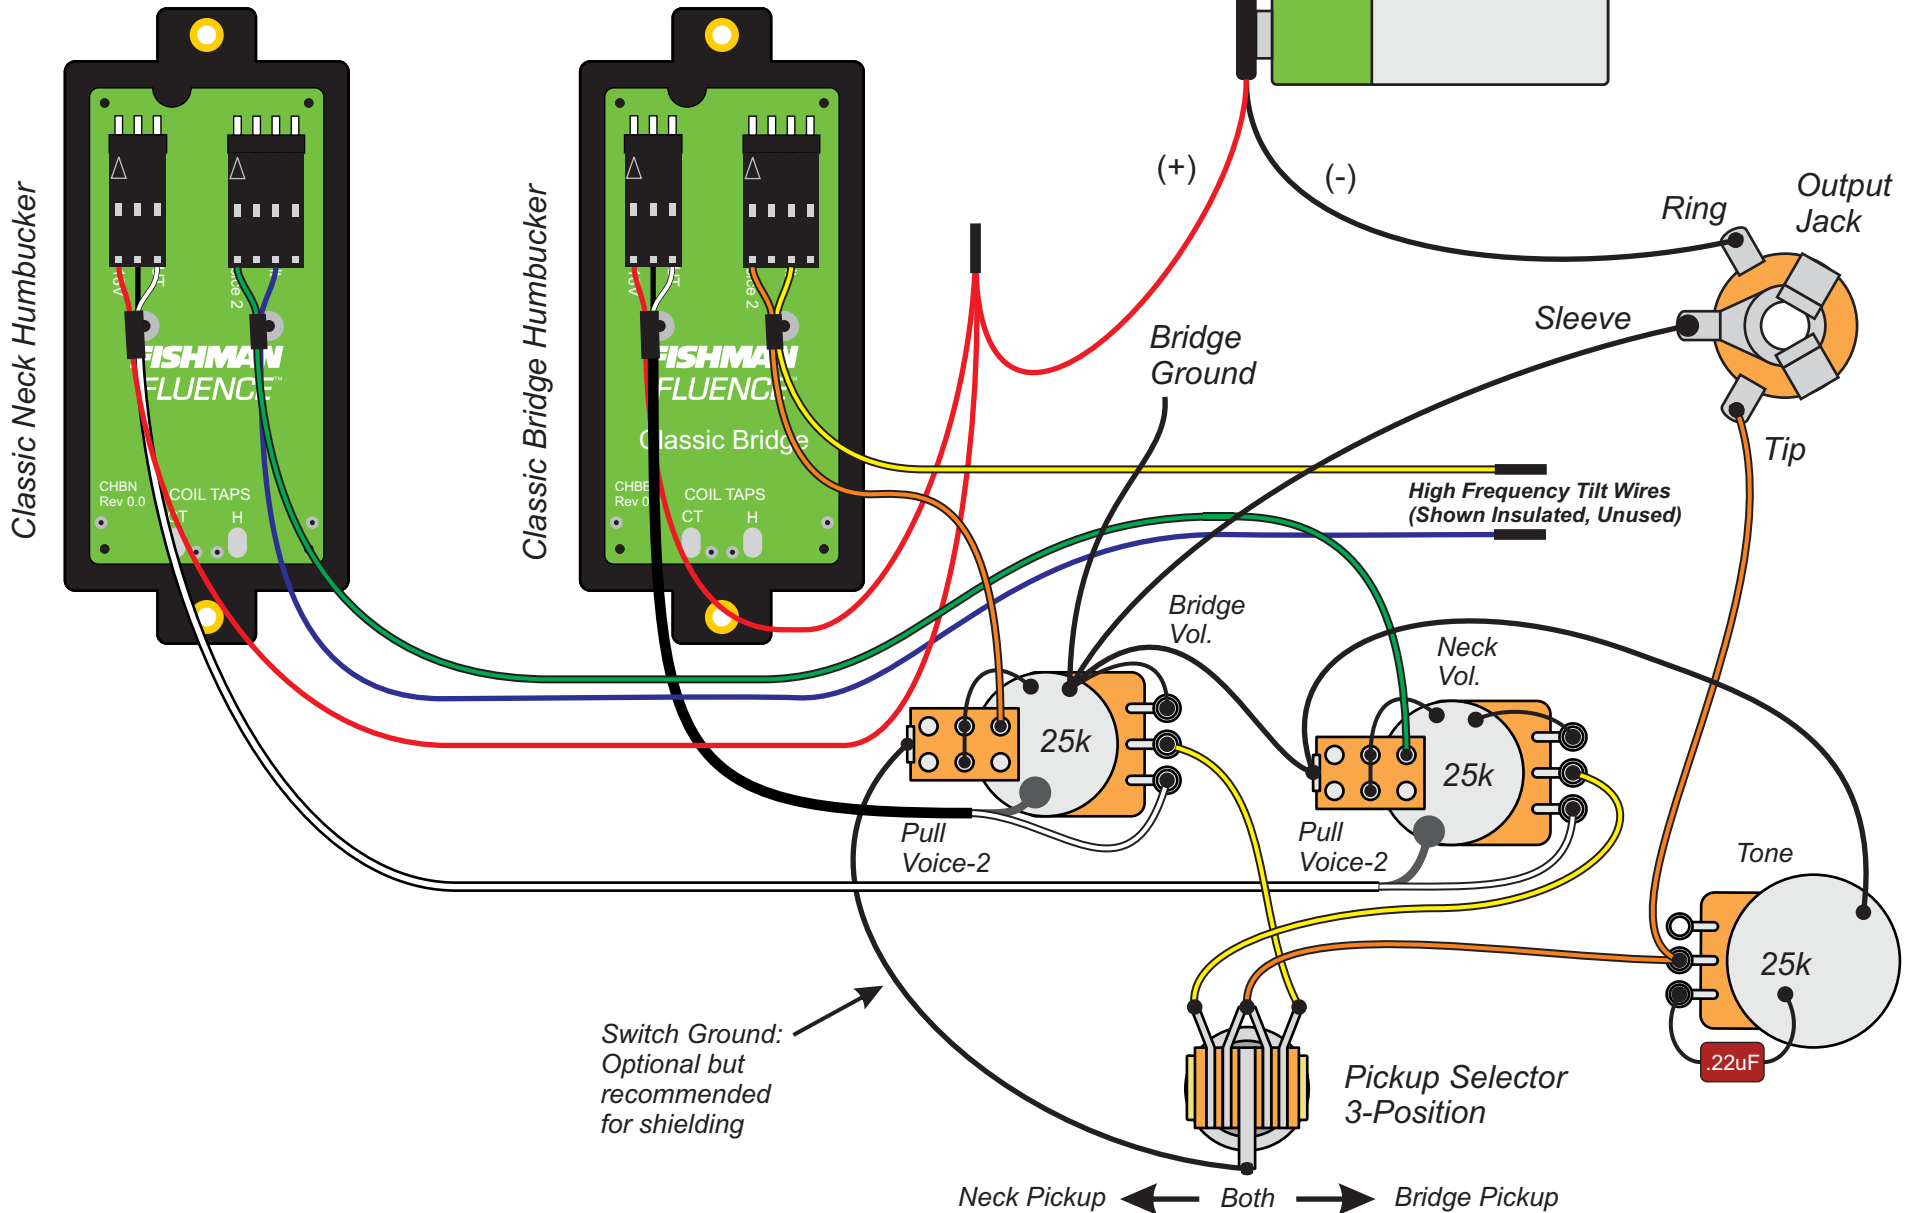 Classic Neck Humbucker
FISHMAN
FLUENCE™
CHBN
Rev 0.0
COIL TAPS
H
Classic Bridge Humbucker
FISHMAN
FLUENCE™
Classic Bridge
COIL TAPS
CT
H
(+)
(-)
Ring
Output
Jack
Sleeve
Tip
Bridge
Ground
High Frequency Tilt Wires
(Shown Insulated, Unused)
Bridge
Vol.
Neck
Vol.
25k
25k
Pull
Voice-2
Pull
Voice-2
Tone
25k
.22uF
Switch Ground:
Optional but
recommended
for shielding
Pickup Selector
3-Position
Neck Pickup
Both
Bridge Pickup